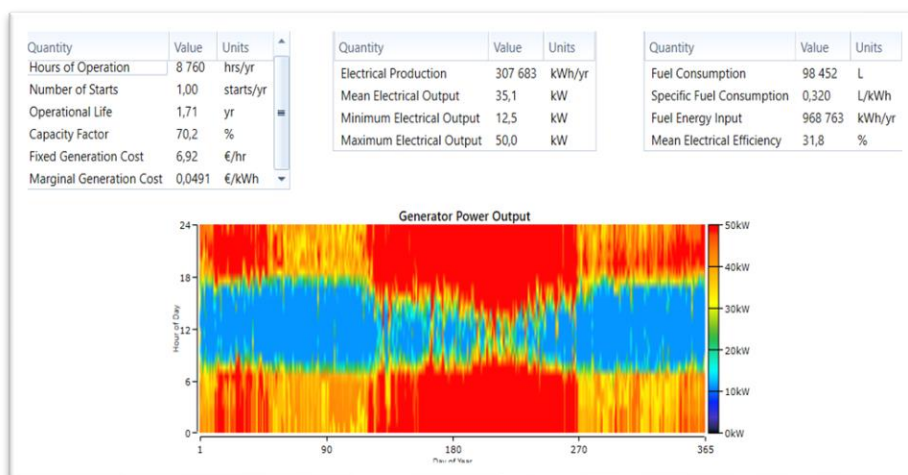 Quantity Value Units
Hours of Operation 8 760 hrs/yr
Number of Starts 1,00 starts/yr
Operational Life 1,71 yr
Capacity Factor 70,2 %
Fixed Generation Cost 6,92 €/hr
Marginal Generation Cost 0,0491 €/kWh
Quantity Value Units
Electrical Production 307 683 kWh/yr
Mean Electrical Output 35,1 kW
Minimum Electrical Output 12,5 kW
Maximum Electrical Output 50,0 kW
Quantity Value Units
Fuel Consumption 98 452 L
Specific Fuel Consumption 0,320 L/kWh
Fuel Energy Input 968 763 kWh/yr
Mean Electrical Efficiency 31,8 %
Generator Power Output
24
18
12
6
0
Hour of Day
1 90 180 270 365
Day of Year
50kW
40kW
30kW
20kW
10kW
0kW